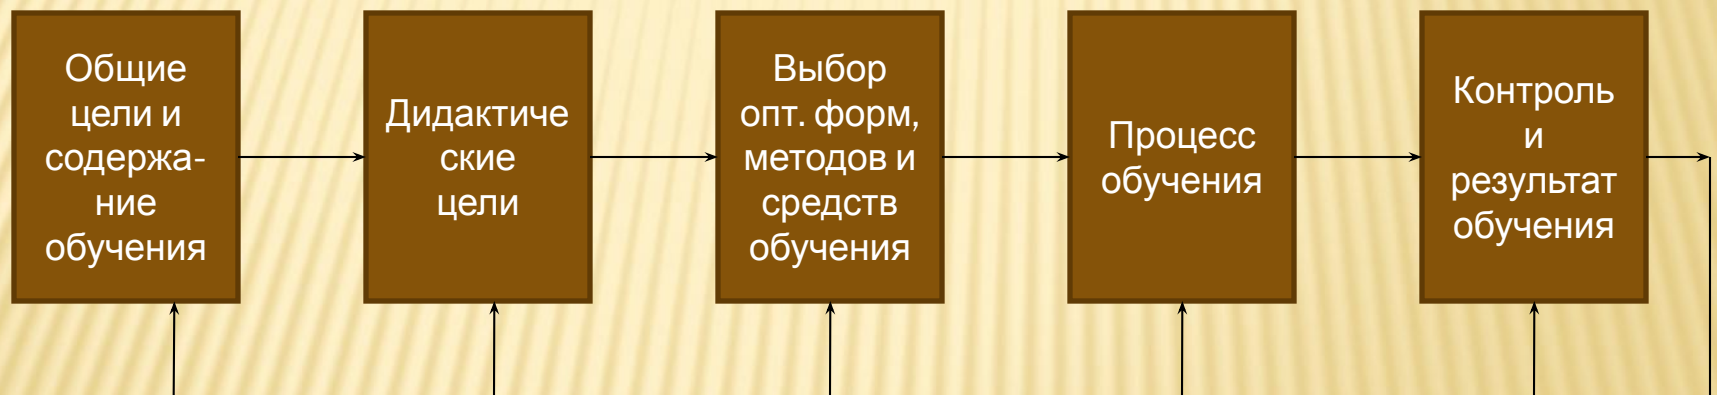 Общие
цели и
содержа-
ние
обучения
Дидактиче
ские
цели
Выбор
опт. форм,
методов и
средств
обучения
Процесс
обучения
Контроль
и
результат
обучения